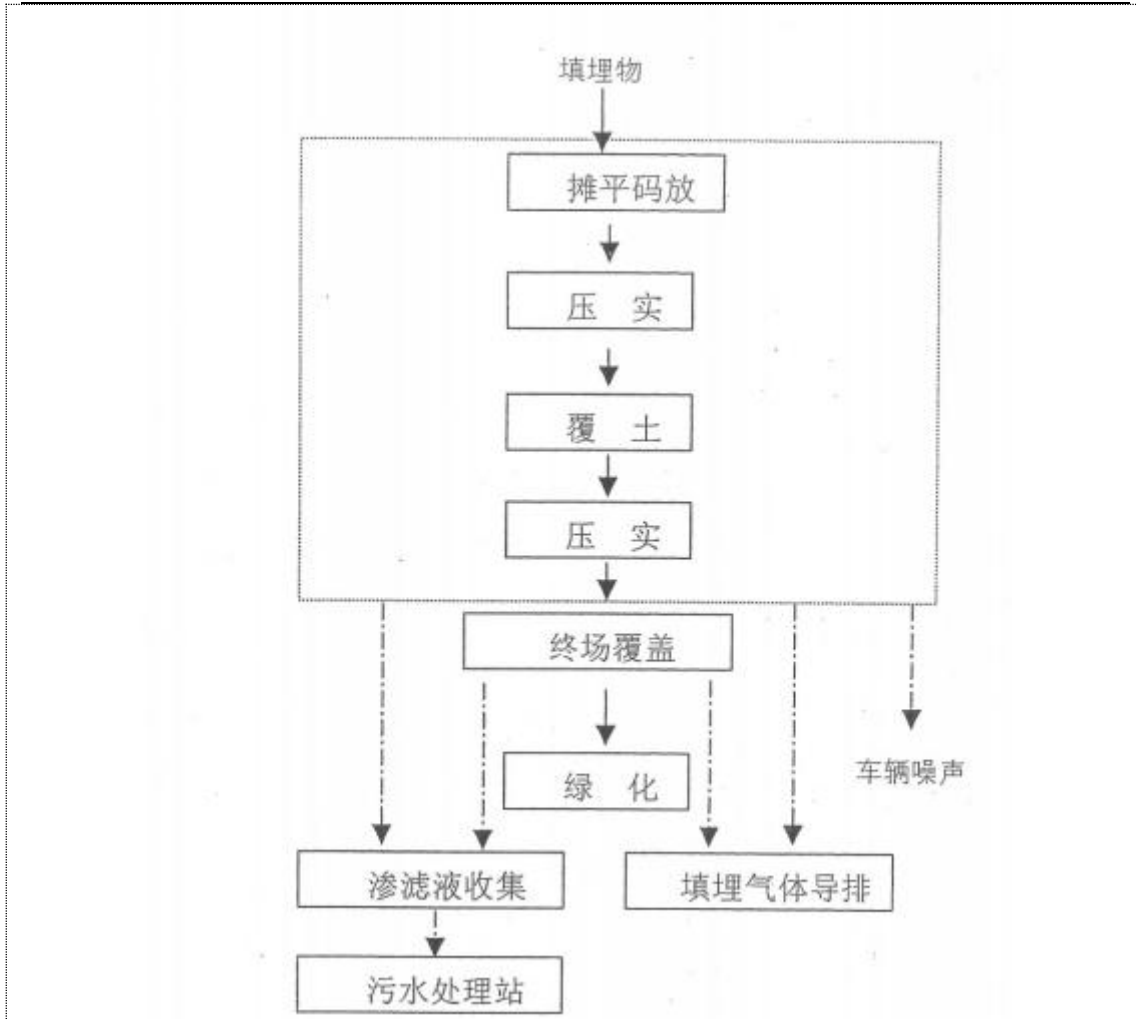 填埋物
摊平码放
压 实
覆 土
压 实
终场覆盖
绿 化
车辆噪声
渗滤液收集
填埋气体导排
污水处理站